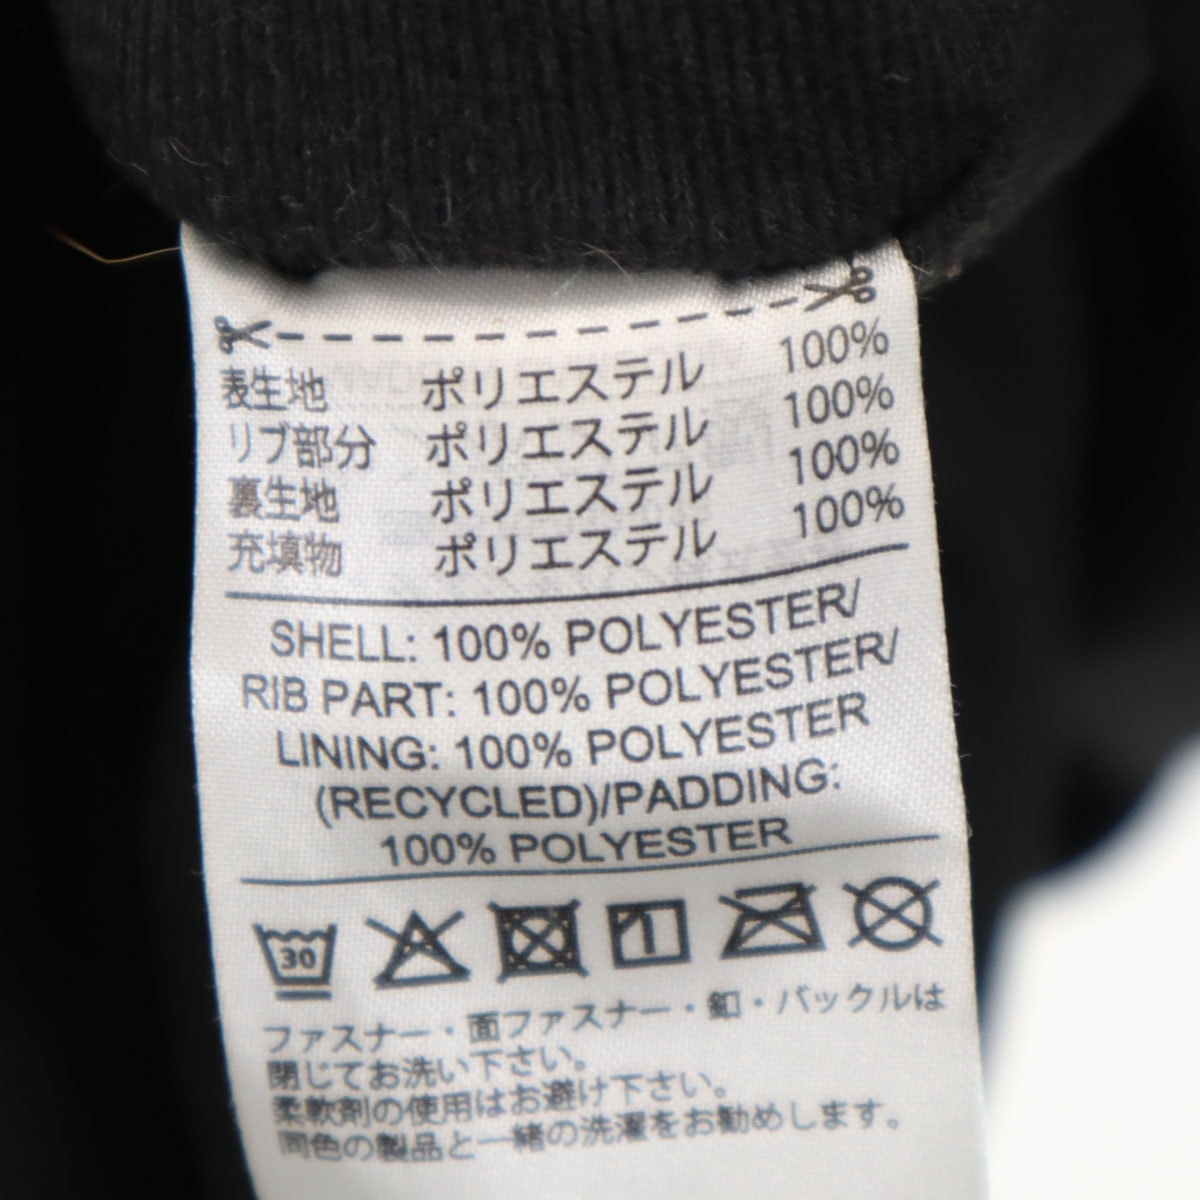 表生地 ポリエステル 100%
リブ部分 ポリエステル 100%
裏生地 ポリエステル 100%
充填物 ポリエステル 100%
SHELL: 100% POLYESTER/
RIB PART: 100% POLYESTER/
LINING: 100% POLYESTER
(RECYCLED)/PADDING:
100% POLYESTER
30 1
ファスナー・面ファスナー・釦・バックルは
閉じてお洗い下さい。
柔軟剤の使用はお避け下さい。
同色の製品と一緒の洗濯をお勧めします。